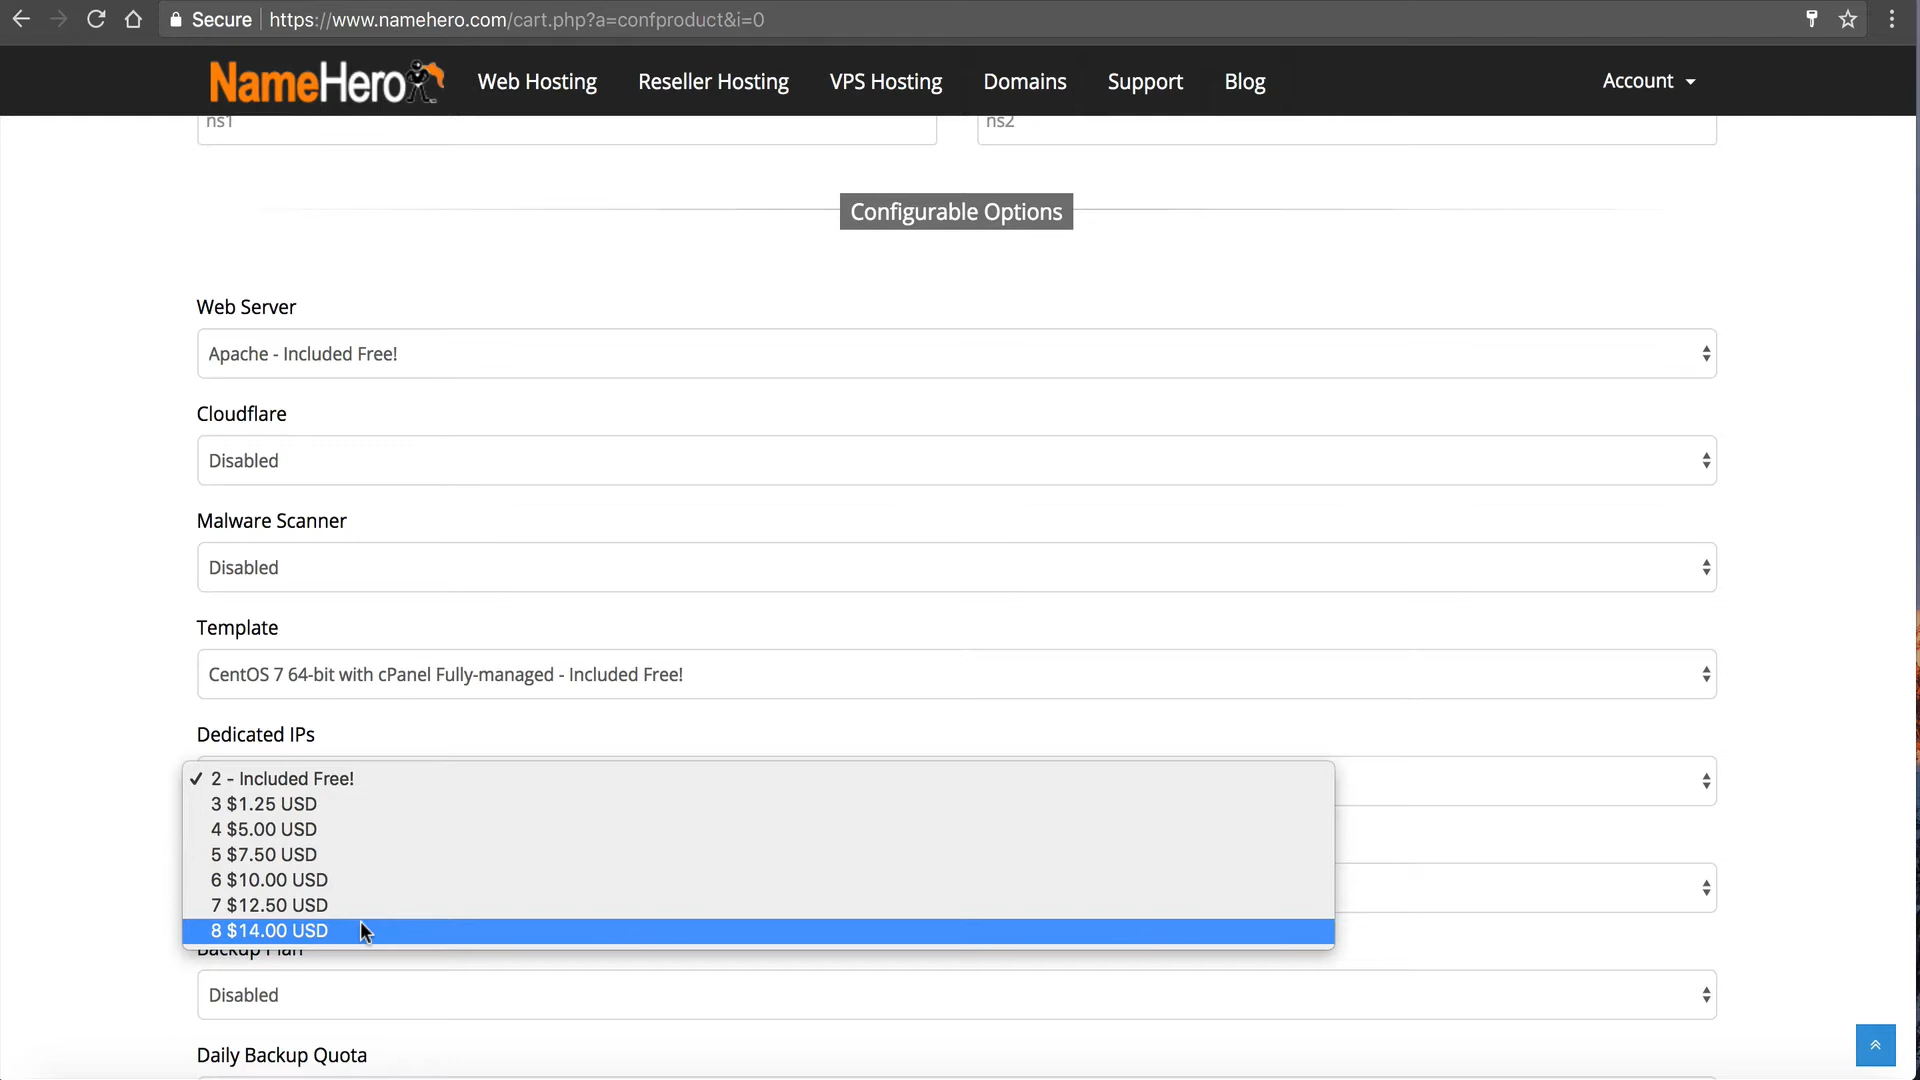 Secure https://www.namehero.com/cart.php?a=confproduct&i=0
NameHero Web Hosting Reseller Hosting VPS Hosting Domains Support Blog Account
ns1 ns2
Configurable Options
Web Server
Apache - Included Free!
Cloudflare
Disabled
Malware Scanner
Disabled
Template
CentOS 7 64-bit with cPanel Fully-managed - Included Free!
Dedicated IPs
✓ 2 - Included Free!
3 $1.25 USD
4 $5.00 USD
5 $7.50 USD
6 $10.00 USD
7 $12.50 USD
8 $14.00 USD
Backup Plan
Disabled
Daily Backup Quota